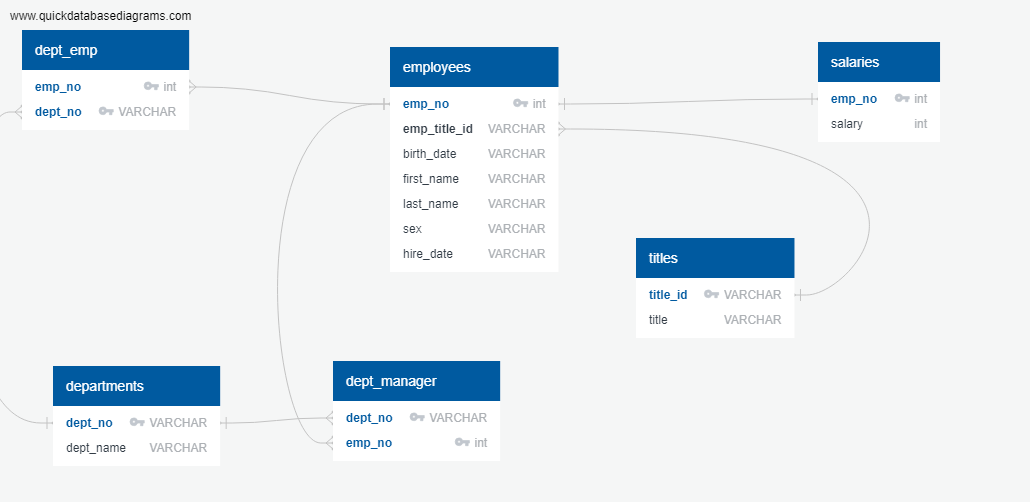 www.quickdatabasediagrams.com
dept_emp
emp_no int
dept_no VARCHAR
employees
emp_no int
emp_title_id VARCHAR
birth_date VARCHAR
first_name VARCHAR
last_name VARCHAR
sex VARCHAR
hire_date VARCHAR
salaries
emp_no int
salary int
titles
title_id VARCHAR
title VARCHAR
departments
dept_no VARCHAR
dept_name VARCHAR
dept_manager
dept_no VARCHAR
emp_no int